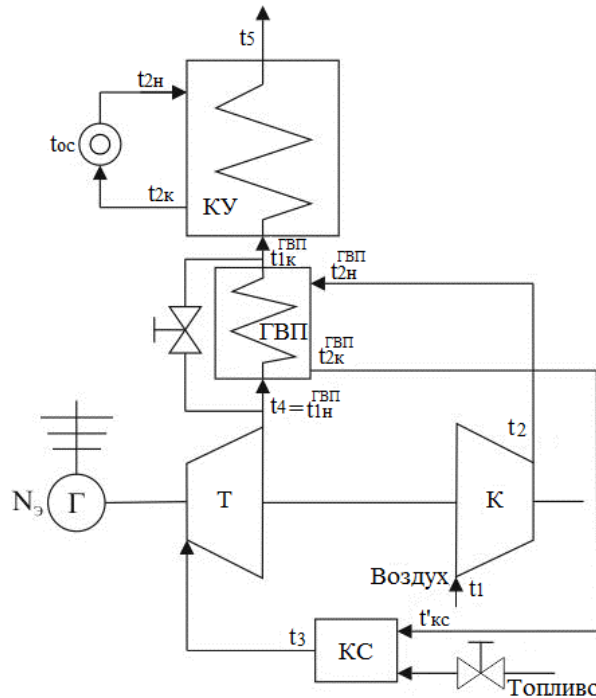 t5
t2н
tос
t2к
КУ
t1к ГВП
t2н ГВП
ГВП
t2к ГВП
t4=t1н ГВП
t2
Nэ
Г
Т
К
Воздух
t1
t'кс
t3
КС
Топливо